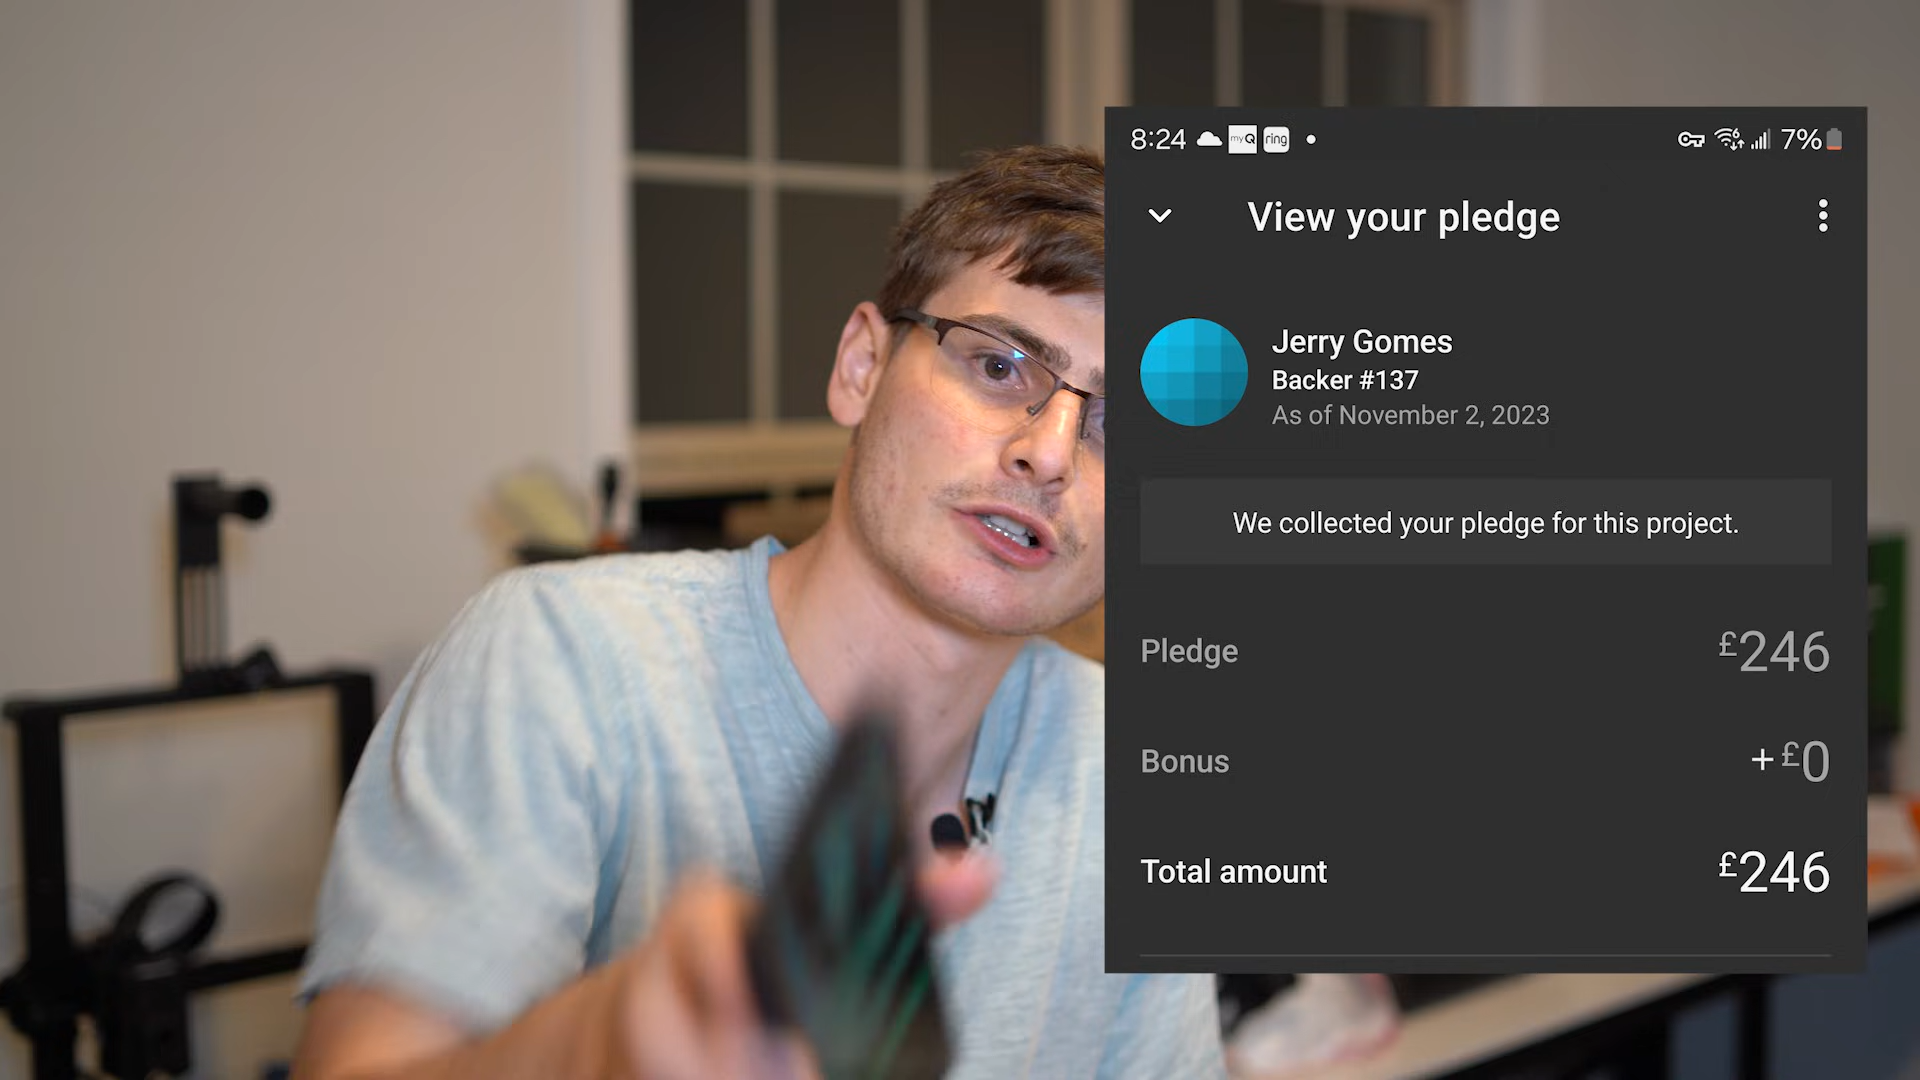 8:24 myQ ring 7%
View your pledge
Jerry Gomes
Backer #137
As of November 2, 2023
We collected your pledge for this project.
Pledge £246
Bonus +£0
Total amount £246